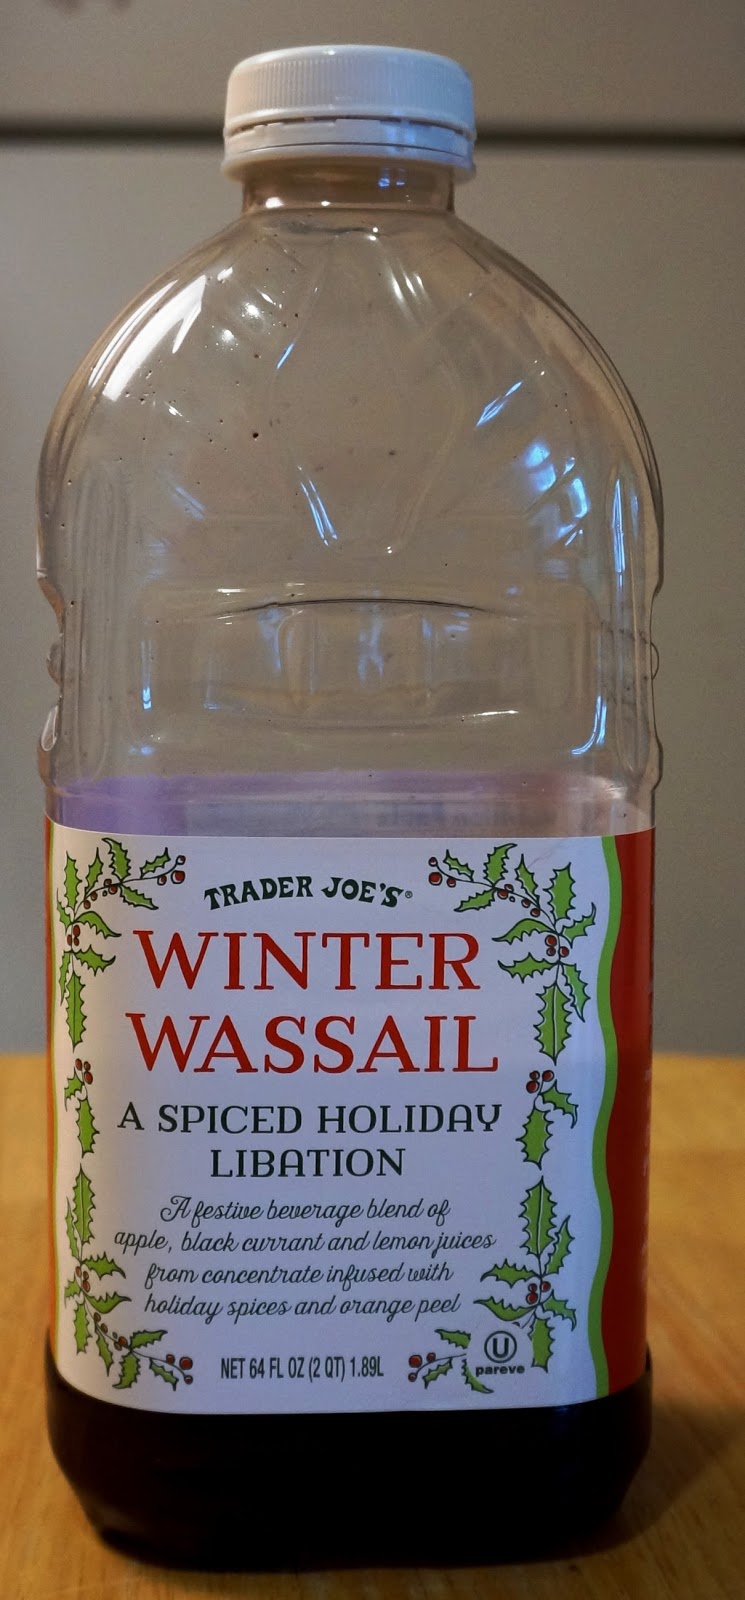 TRADER JOE'S®
WINTER
WASSAIL
A SPICED HOLIDAY
LIBATION
A festive beverage blend of
apple, black currant and lemon juices
from concentrate infused with
holiday spices and orange peel
NET 64 FL OZ (2 QT) 1.89L
U
pareve